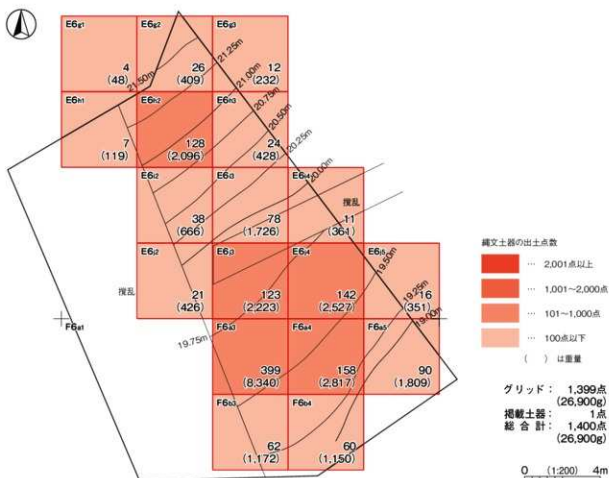 E6g1
E6g2
E6g3
4
(48)
26
(409)
12
(232)
21.50m
21.25m
21.00m
20.75m
20.50m
20.25m
E6h1
E6h2
E6h3
7
(119)
128
(2,096)
24
(428)
20.00m
E6i2
E6i3
E6i4
攪乱
38
(666)
78
(1,726)
11
(361)
E6j2
E6j3
E6j4
E6j5
19.50m
19.25m
19.00m
攪乱
21
(426)
123
(2,223)
142
(2,527)
16
(351)
F6a1
19.75m
F6a3
F6a4
F6a5
399
(8,340)
158
(2,817)
90
(1,809)
F6b3
F6b4
62
(1,172)
60
(1,150)
縄文土器の出土点数
… 2,001点以上
… 1,001~2,000点
… 101~1,000点
… 100点以下
( ) は重量
グリッド: 1,399点
(26,900g)
掲載土器: 1点
総合計: 1,400点
(26,900g)
0 (1:200) 4m